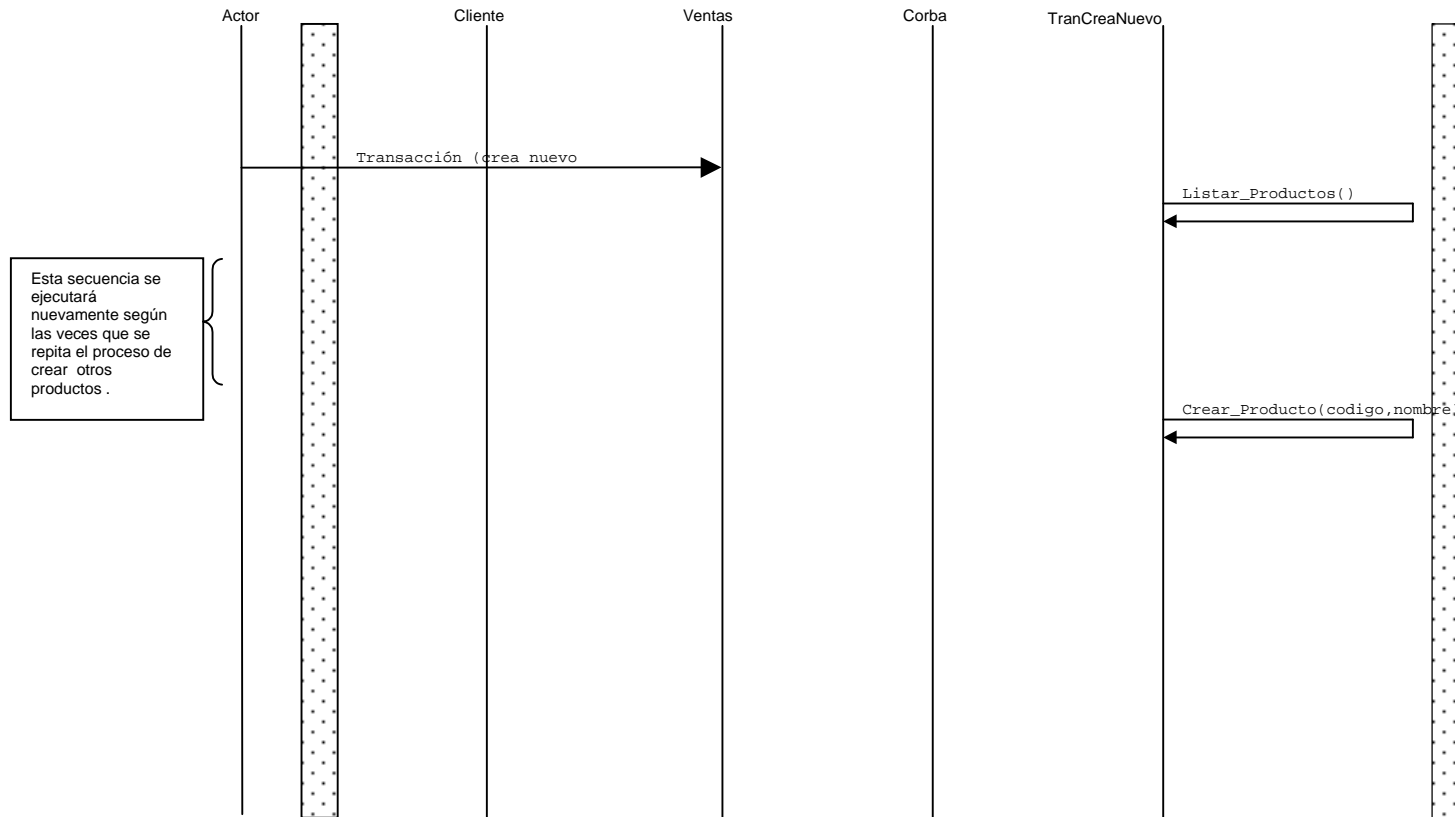 Actor
Cliente
Ventas
Corba
TranCreaNuevo
Transacción (crea nuevo
Listar_Productos()
Esta secuencia se
ejecutará
nuevamente según
las veces que se
repita el proceso de
crear otros
productos .
Crear_Producto(codigo,nombre,